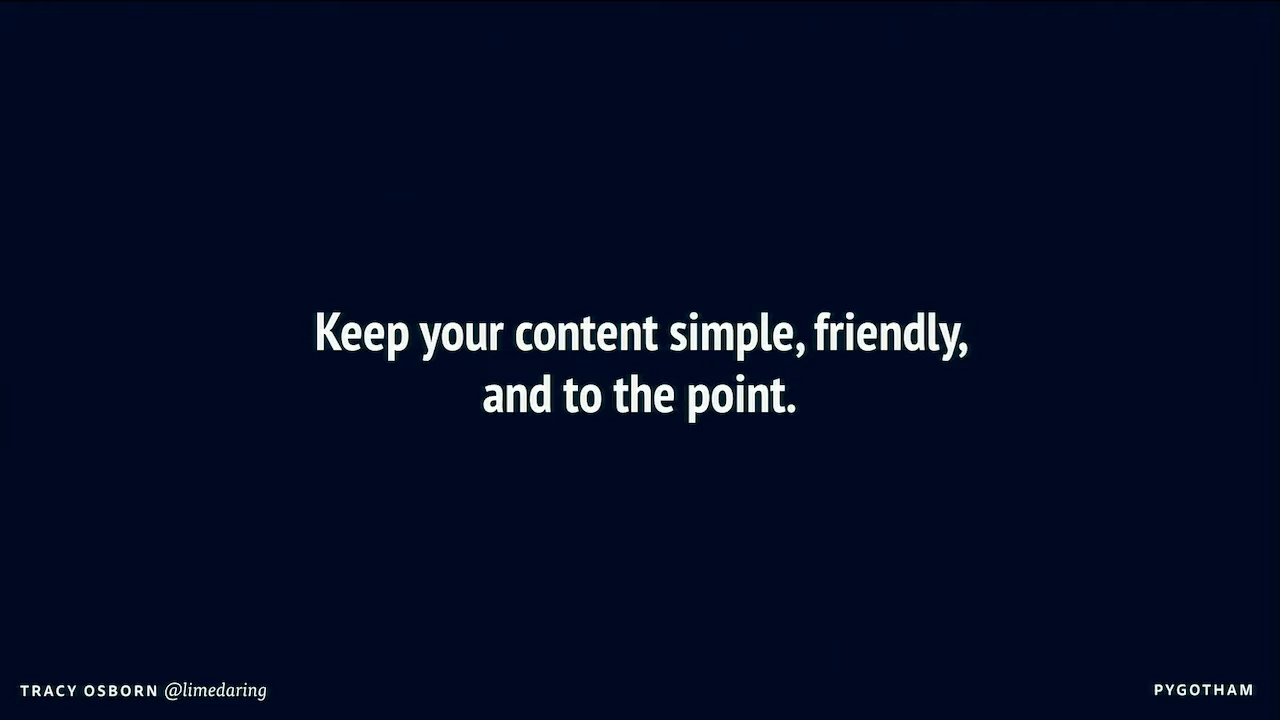 Keep your content simple, friendly,
and to the point.
TRACY OSBORN @limedaring
PYGOTHAM